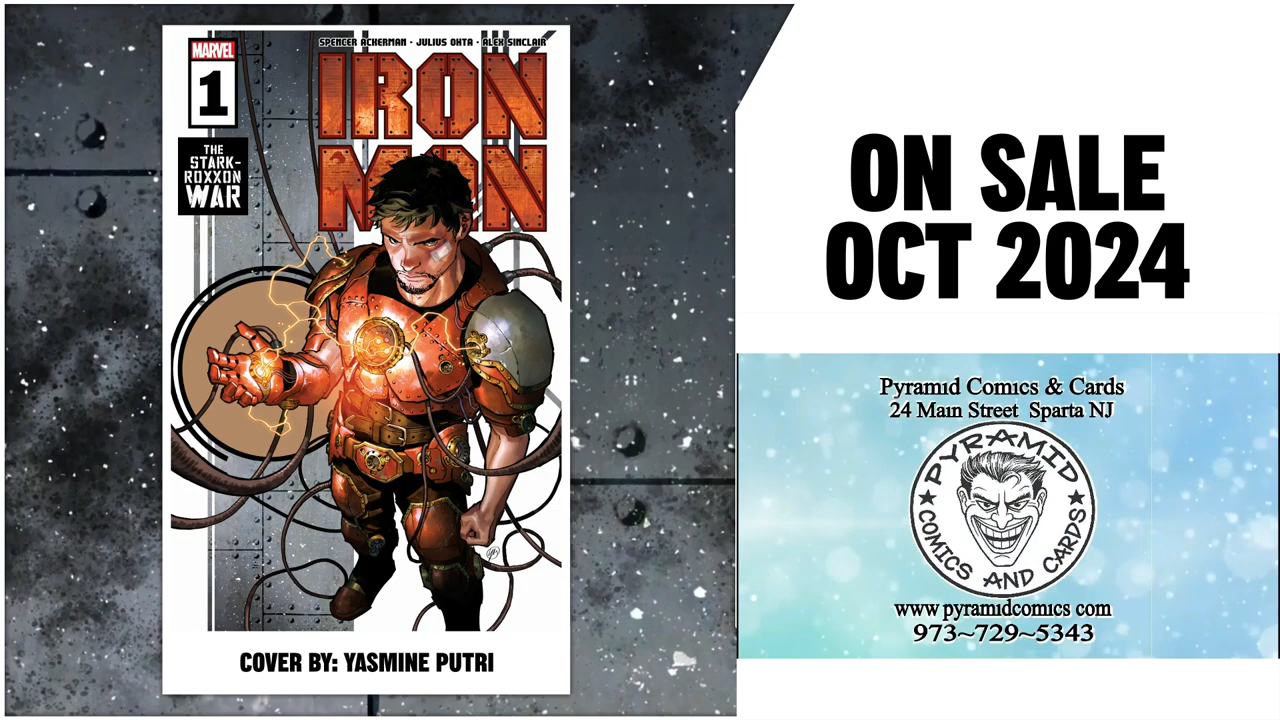 SPENCER ACKERMAN · JULIUS OHTA · ALEX SINCLAIR
MARVEL
1
IRON
MAN
THE
STARK-
ROXXON
WAR
COVER BY: YASMINE PUTRI
ON SALE
OCT 2024
Pyramid Comics & Cards
24 Main Street Sparta NJ
PYRAMID
COMICS AND CARDS
www pyramidcomics com
973~729~5343